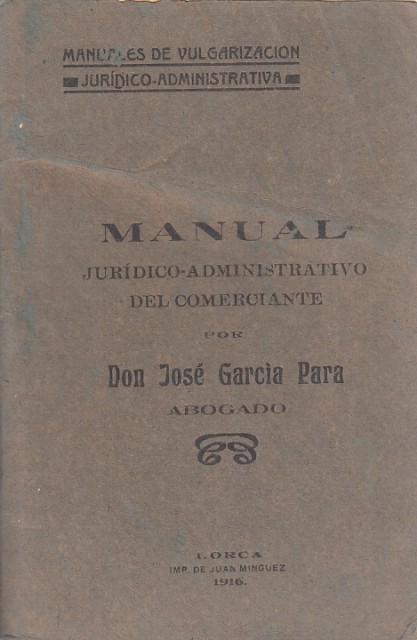 MANUALES DE VULGARIZACION
JURÍDICO-ADMINISTRATIVA
MANUAL
JURÍDICO-ADMINISTRATIVO
DEL COMERCIANTE
POR
Don José Garcia Para
ABOGADO
LORCA
IMP. DE JUAN MINGUEZ
1916.